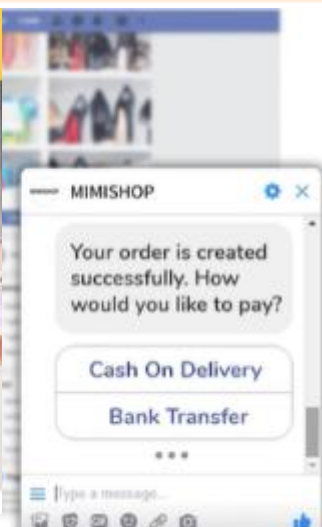 MIMISHOP
Your order is created
successfully. How
would you like to pay?
Cash On Delivery
Bank Transfer
Type a message...